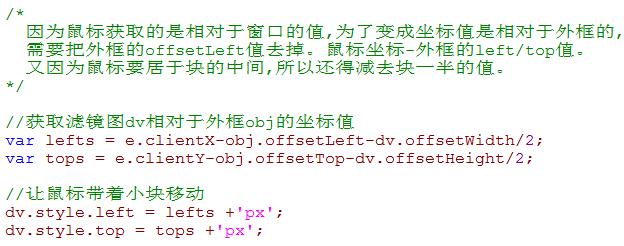 /*
因为鼠标获取的是相对于窗口的值,为了变成坐标值是相对于外框的,
需要把外框的offsetLeft值去掉。鼠标坐标-外框的left/top值。
又因为鼠标要居于块的中间,所以还得减去块一半的值。
*/
//获取滤镜图dv相对于外框obj的坐标值
var lefts = e.clientX-obj.offsetLeft-dv.offsetWidth/2;
var tops = e.clientY-obj.offsetTop-dv.offsetHeight/2;
//让鼠标带着小块移动
dv.style.left = lefts +'px';
dv.style.top = tops +'px';